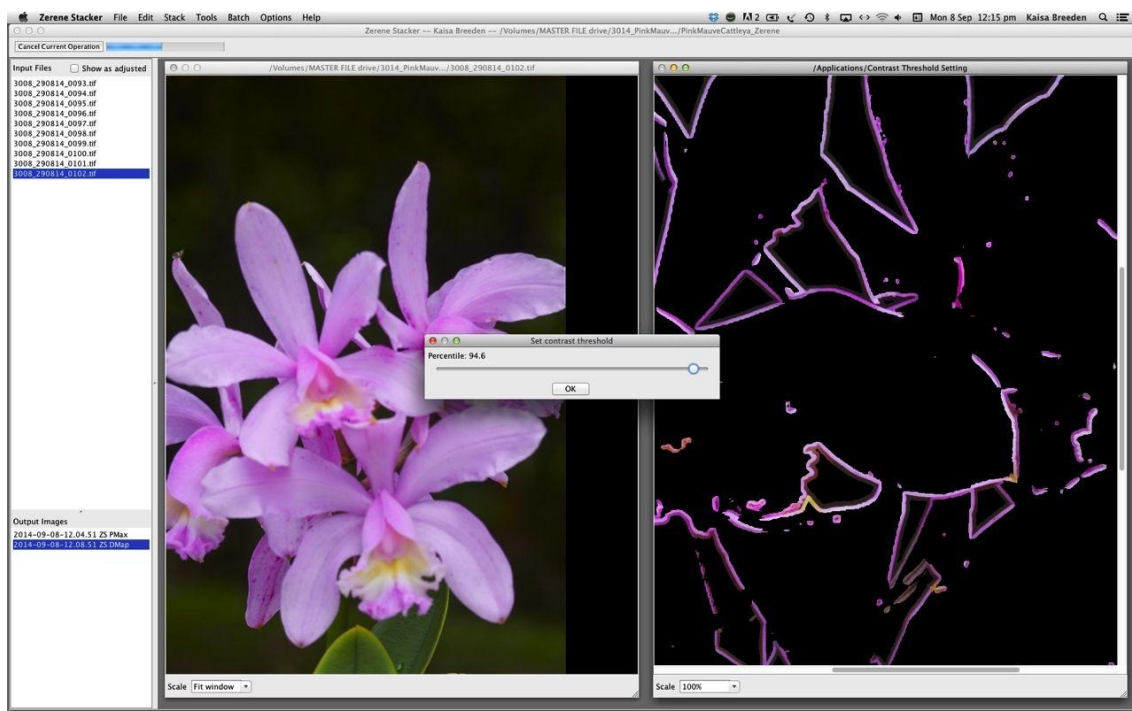 Zerene Stacker File Edit Stack Tools Batch Options Help
2 Mon 8 Sep 12:15 pm Kaisa Breeden
Zerene Stacker -- Kaisa Breeden -- /Volumes/MASTER FILE drive/3014_PinkMauv.../PinkMauveCattleya_Zerene
Cancel Current Operation
Input Files Show as adjusted
3008_290814_0093.tif
3008_290814_0094.tif
3008_290814_0095.tif
3008_290814_0096.tif
3008_290814_0097.tif
3008_290814_0098.tif
3008_290814_0099.tif
3008_290814_0100.tif
3008_290814_0101.tif
3008_290814_0102.tif
Output Images
2014-09-08-12.04.51 ZS PMax
2014-09-08-12.08.51 ZS DMap
/Volumes/MASTER FILE drive/3014_PinkMauv.../3008_290814_0102.tif
Scale Fit window
Set contrast threshold
Percentile: 94.6
OK
/Applications/Contrast Threshold Setting
Scale 100%